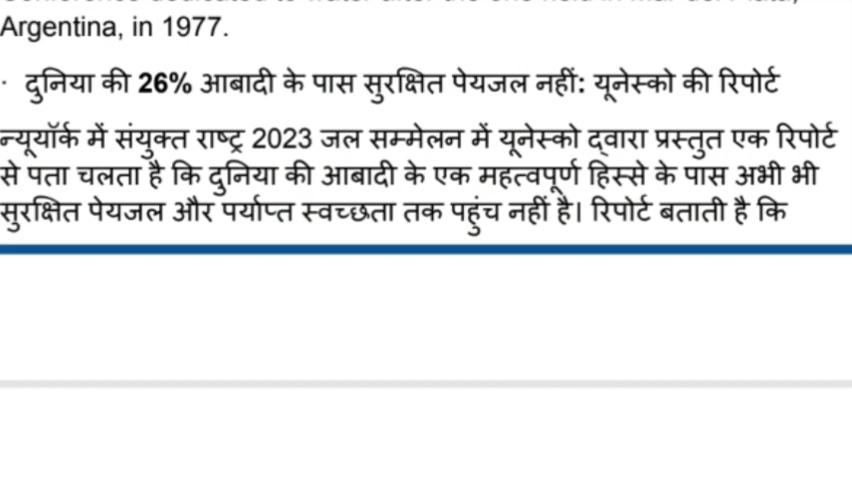 Argentina, in 1977.
· दुनिया की 26% आबादी के पास सुरक्षित पेयजल नहीं: यूनेस्को की रिपोर्ट
न्यूयॉर्क में संयुक्त राष्ट्र 2023 जल सम्मेलन में यूनेस्को द्वारा प्रस्तुत एक रिपोर्ट
से पता चलता है कि दुनिया की आबादी के एक महत्वपूर्ण हिस्से के पास अभी भी
सुरक्षित पेयजल और पर्याप्त स्वच्छता तक पहुंच नहीं है। रिपोर्ट बताती है कि